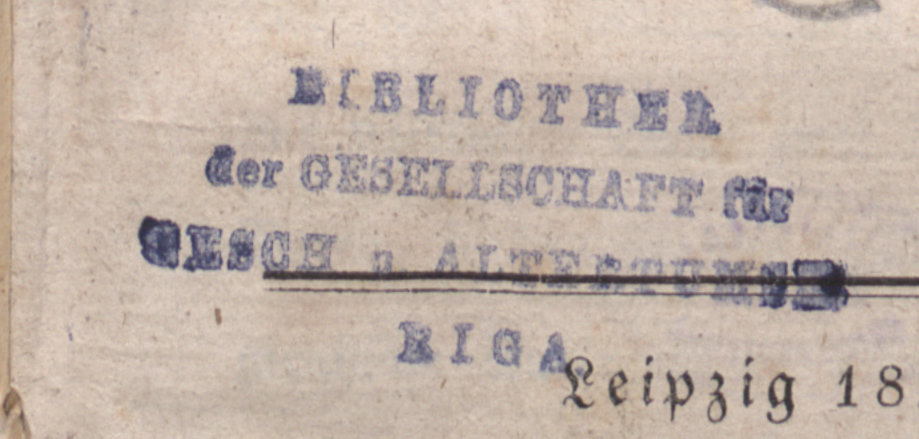 BIBLIOTHEK
der GESELLSCHAFT für
GESCH u ALTERTUMSK
RIGA
Leipzig 18